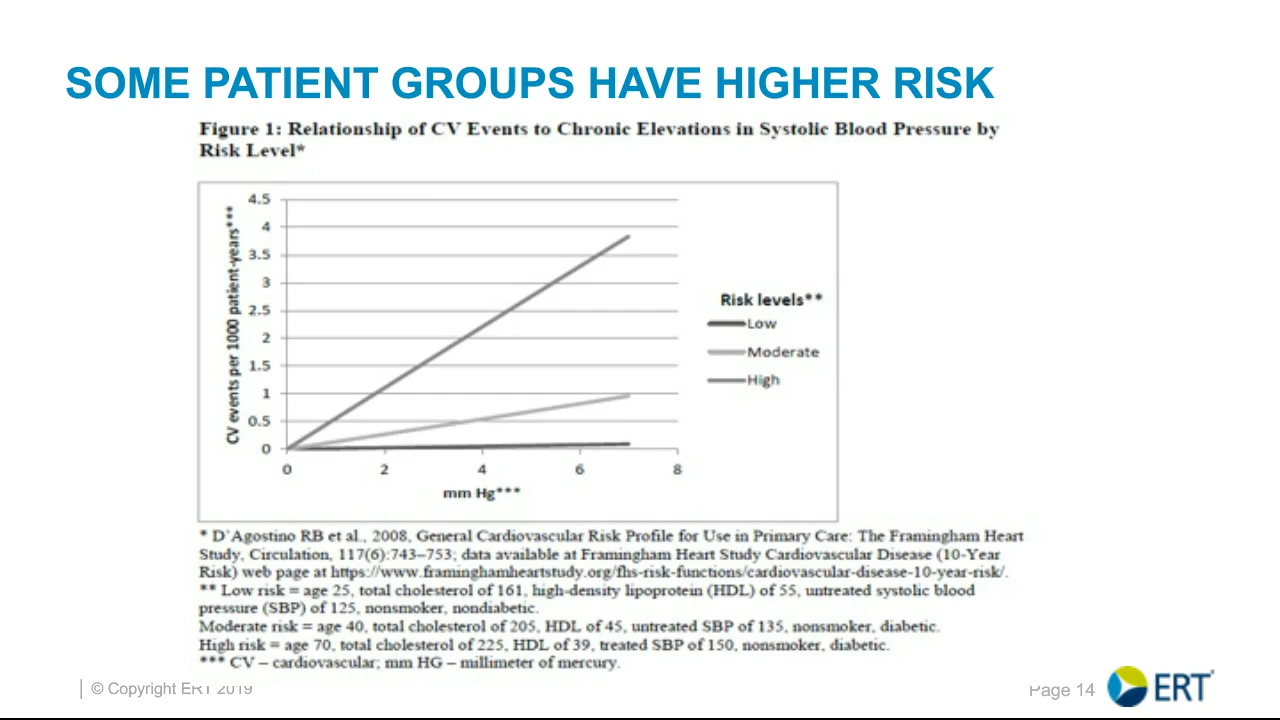 SOME PATIENT GROUPS HAVE HIGHER RISK
Figure 1: Relationship of CV Events to Chronic Elevations in Systolic Blood Pressure by
Risk Level*
CV events per 1000 patient-years***
4.5
4
3.5
3
2.5
2
1.5
1
0.5
0
0 2 4 6 8
mm Hg***
Risk levels**
Low
Moderate
High
* D'Agostino RB et al., 2008, General Cardiovascular Risk Profile for Use in Primary Care: The Framingham Heart
Study, Circulation, 117(6):743–753; data available at Framingham Heart Study Cardiovascular Disease (10-Year
Risk) web page at https://www.framinghamheartstudy.org/fhs-risk-functions/cardiovascular-disease-10-year-risk/.
** Low risk = age 25, total cholesterol of 161, high-density lipoprotein (HDL) of 55, untreated systolic blood
pressure (SBP) of 125, nonsmoker, nondiabetic.
Moderate risk = age 40, total cholesterol of 205, HDL of 45, untreated SBP of 135, nonsmoker, diabetic.
High risk = age 70, total cholesterol of 225, HDL of 39, treated SBP of 150, nonsmoker, diabetic.
*** CV – cardiovascular; mm HG – millimeter of mercury.
© Copyright ERT 2019
Page 14
ERT